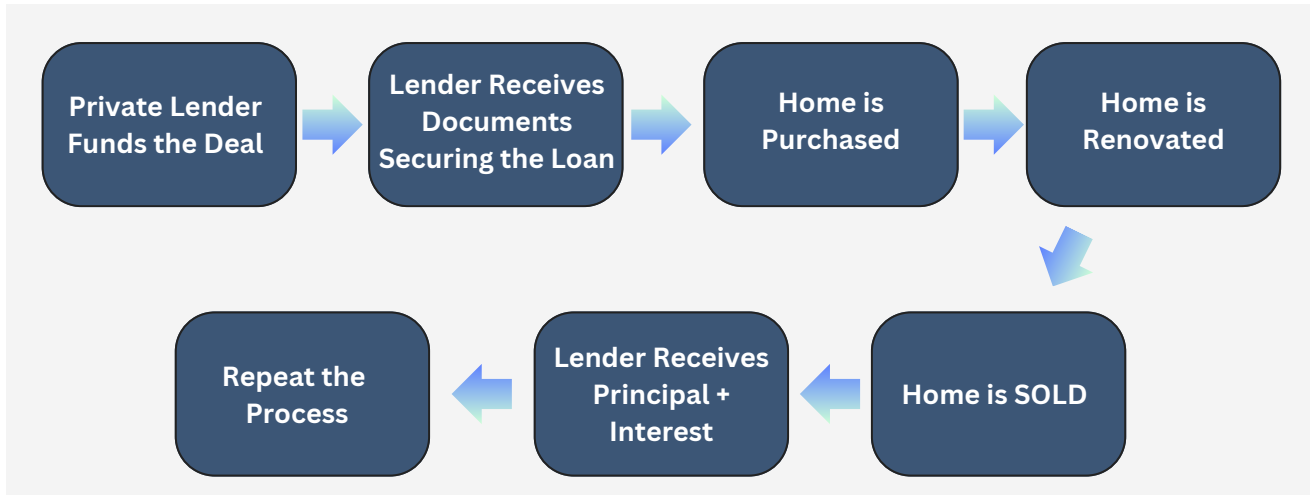 Private Lender
Funds the Deal
Lender Receives
Documents
Securing the Loan
Home is
Purchased
Home is
Renovated
Home is SOLD
Lender Receives
Principal +
Interest
Repeat the
Process